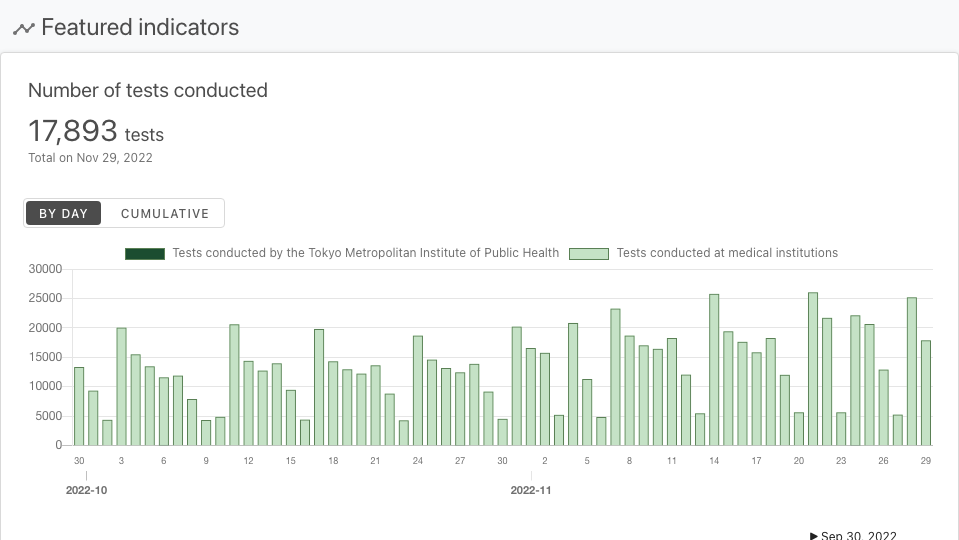 Featured indicators
Number of tests conducted
17,893 tests
Total on Nov 29, 2022
BY DAY CUMULATIVE
Tests conducted by the Tokyo Metropolitan Institute of Public Health Tests conducted at medical institutions
30000
25000
20000
15000
10000
5000
0
30 3 6 9 12 15 18 21 24 27 30 2 5 8 11 14 17 20 23 26 29
2022-10 2022-11
Sep 30, 2022